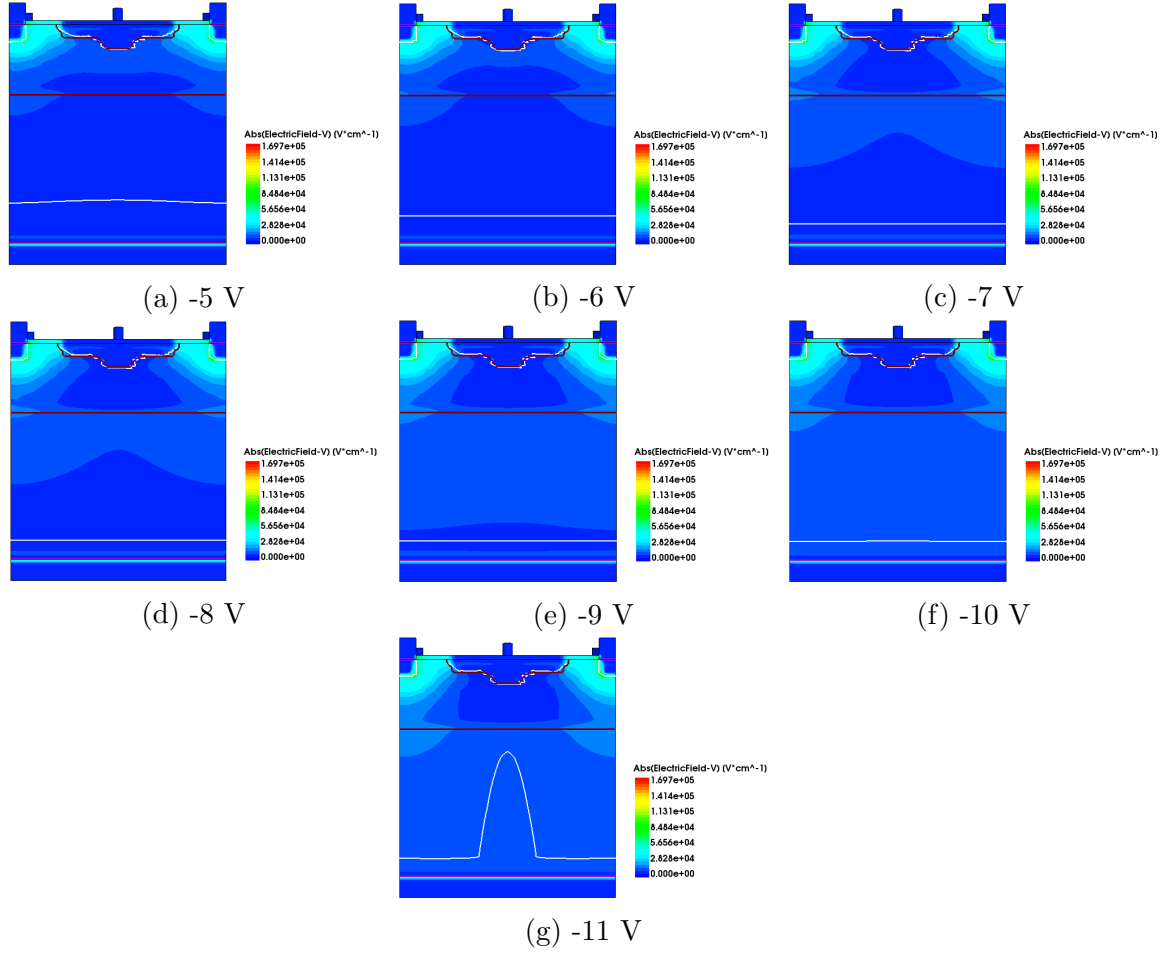 Abs(ElectricField-V) (V*cm^-1)
1.697e+05
1.414e+05
1.131e+05
8.484e+04
5.656e+04
2.828e+04
0.000e+00
(a) -5 V
Abs(ElectricField-V) (V*cm^-1)
1.697e+05
1.414e+05
1.131e+05
8.484e+04
5.656e+04
2.828e+04
0.000e+00
(b) -6 V
Abs(ElectricField-V) (V*cm^-1)
1.697e+05
1.414e+05
1.131e+05
8.484e+04
5.656e+04
2.828e+04
0.000e+00
(c) -7 V
Abs(ElectricField-V) (V*cm^-1)
1.697e+05
1.414e+05
1.131e+05
8.484e+04
5.656e+04
2.828e+04
0.000e+00
(d) -8 V
Abs(ElectricField-V) (V*cm^-1)
1.697e+05
1.414e+05
1.131e+05
8.484e+04
5.656e+04
2.828e+04
0.000e+00
(e) -9 V
Abs(ElectricField-V) (V*cm^-1)
1.697e+05
1.414e+05
1.131e+05
8.484e+04
5.656e+04
2.828e+04
0.000e+00
(f) -10 V
Abs(ElectricField-V) (V*cm^-1)
1.697e+05
1.414e+05
1.131e+05
8.484e+04
5.656e+04
2.828e+04
0.000e+00
(g) -11 V